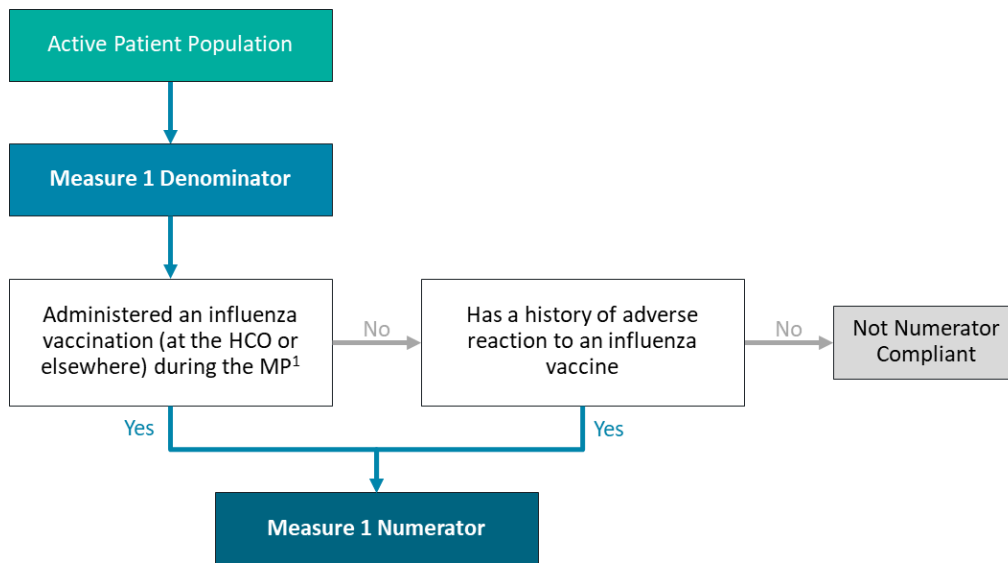 Active Patient Population
Measure 1 Denominator
Administered an influenza
vaccination (at the HCO or
elsewhere) during the MP¹
No
Has a history of adverse
reaction to an influenza
vaccine
No
Not Numerator
Compliant
Yes
Yes
Measure 1 Numerator